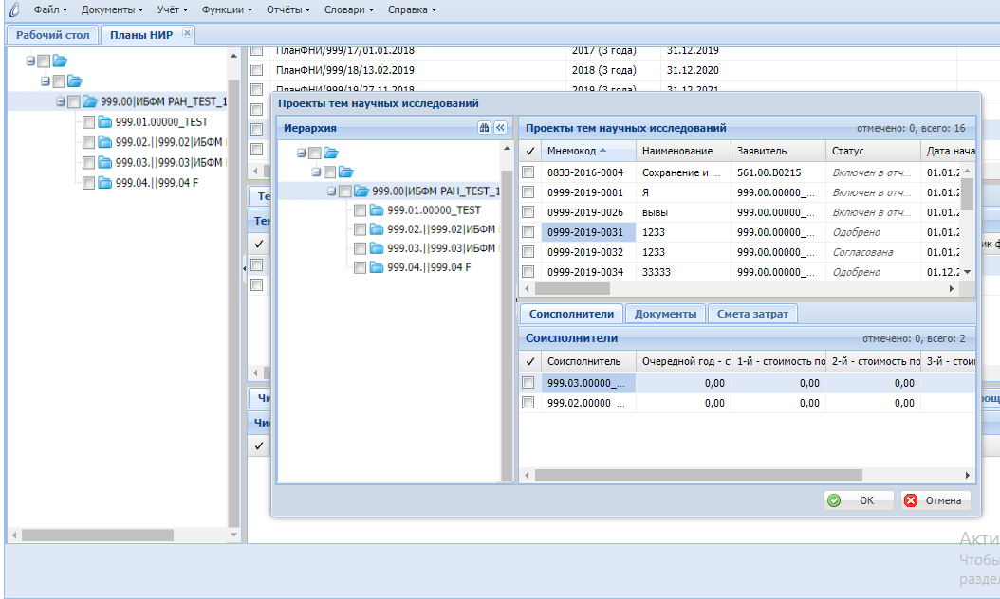 Файл Документы Учёт Функции Отчёты Словари Справка
Рабочий стол Планы НИР
ПланФНИ/999/17/01.01.2018 2017 (3 года) 31.12.2019
ПланФНИ/999/18/13.02.2019 2018 (3 года) 31.12.2020
ПланФНИ/999/19/27.11.2018 2019 (3 года) 31.12.2021
999.00|ИБФМ РАН_TEST_1
999.01.00000_TEST
999.02.||999.02|ИБФМ
999.03.||999.03|ИБФМ
999.04.||999.04 F
Проекты тем научных исследований
Иерархия
999.00|ИБФМ РАН_TEST_1
999.01.00000_TEST
999.02.||999.02|ИБФМ
999.03.||999.03|ИБФМ
999.04.||999.04 F
Проекты тем научных исследований отмечено: 0, всего: 16
Мнемокод Наименование Заявитель Статус Дата нача
0833-2016-0004 Сохранение и ... 561.00.В0215 Включен в отч... 01.01.2
0999-2019-0001 Я 999.00.00000_... Включен в отч... 01.01.2
0999-2019-0026 вывы 999.00.00000_... Включен в отч... 01.01.2
0999-2019-0031 1233 999.00.00000_... Одобрено 01.01.2
0999-2019-0032 1233 999.00.00000_... Согласована 01.01.2
0999-2019-0034 33333 999.00.00000_... Одобрено 01.12.2
Соисполнители Документы Смета затрат
Соисполнители отмечено: 0, всего: 2
Соисполнитель Очередной год - с 1-й - стоимость по 2-й - стоимость по 3-й - стои
999.03.00000_... 0,00 0,00 0,00
999.02.00000_... 0,00 0,00 0,00
ОК Отмена
Те
Тем
ик ф
Чи
Чис
ющ
Акти
Чтобы
раздел